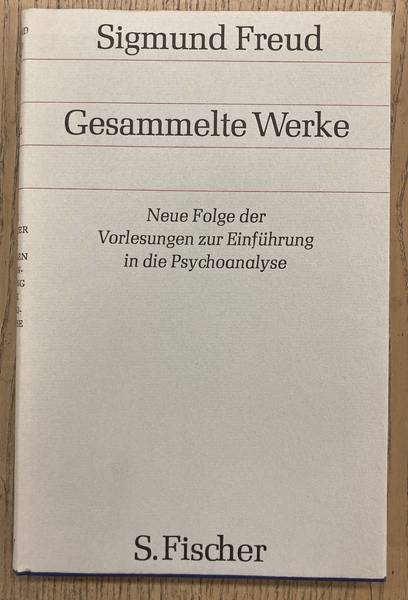 Sigmund Freud
Gesammelte Werke
Neue Folge der
Vorlesungen zur Einführung
in die Psychoanalyse
S. Fischer